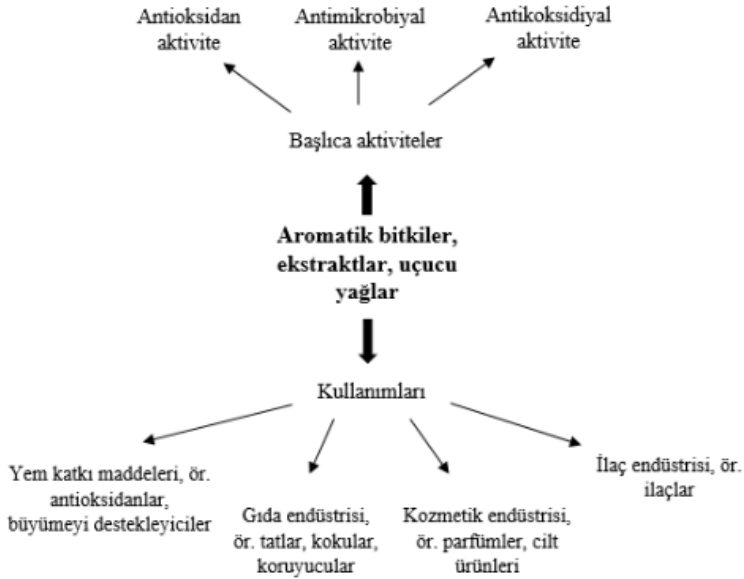 Antioksidan
aktivite
Antimikrobiyal
aktivite
Antikoksidiyal
aktivite
Başlıca aktiviteler
Aromatik bitkiler,
ekstraktlar, uçucu
yağlar
Kullanımları
Yem katkı maddeleri, ör.
antioksidanlar,
büyümeyi destekleyiciler
Gıda endüstrisi,
ör. tatlar, kokular,
koruyucular
Kozmetik endüstrisi,
ör. parfümler, cilt
ürünleri
İlaç endüstrisi, ör.
ilaçlar